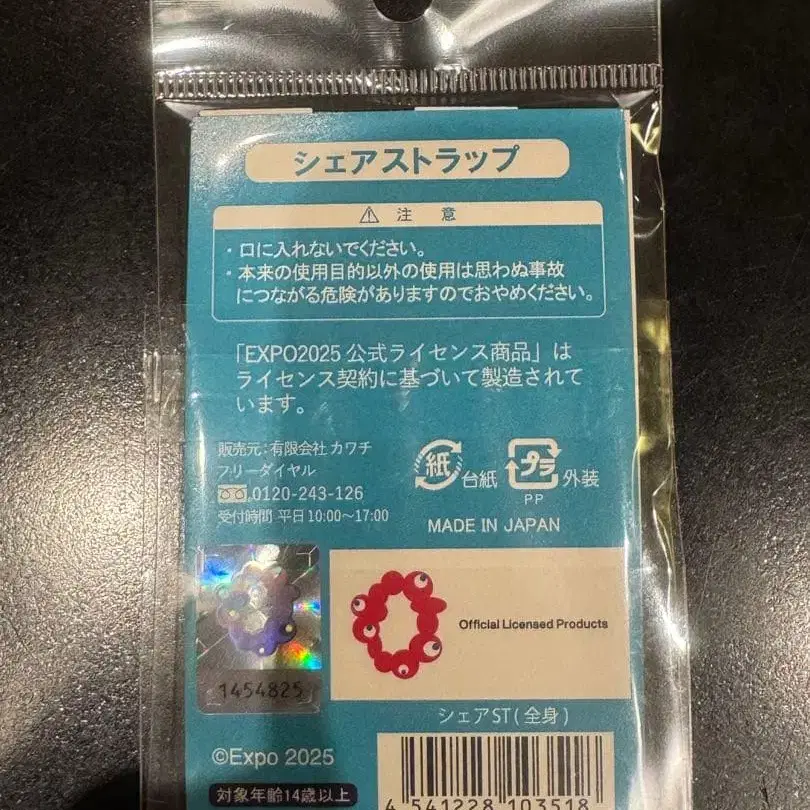 シェアストラップ
⚠ 注 意
・口に入れないでください。
・本来の使用目的以外の使用は思わぬ事故
につながる危険がありますのでおやめください。
「EXPO2025 公式ライセンス商品」は
ライセンス契約に基づいて製造されて
います。
販売元:有限会社 カワチ
フリーダイヤル
0120-243-126
受付時間 平日10:00〜17:00
紙 台紙
プラ 外装
PP
MADE IN JAPAN
Official Licensed Products
1454825
シェアST(全身)
©Expo 2025
対象年齢14歳以上
4 541228 103518